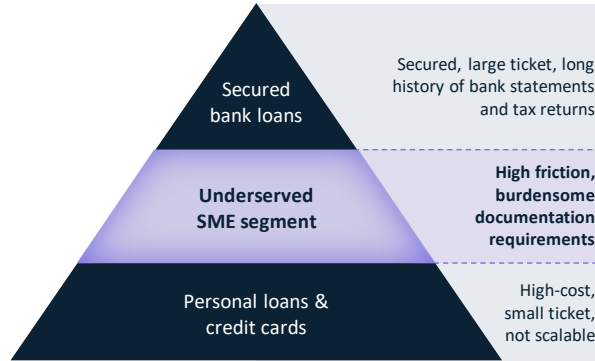 Secured
bank loans
Secured, large ticket, long
history of bank statements
and tax returns
Underserved
SME segment
High friction,
burdensome
documentation
requirements
Personal loans &
credit cards
High-cost,
small ticket,
not scalable